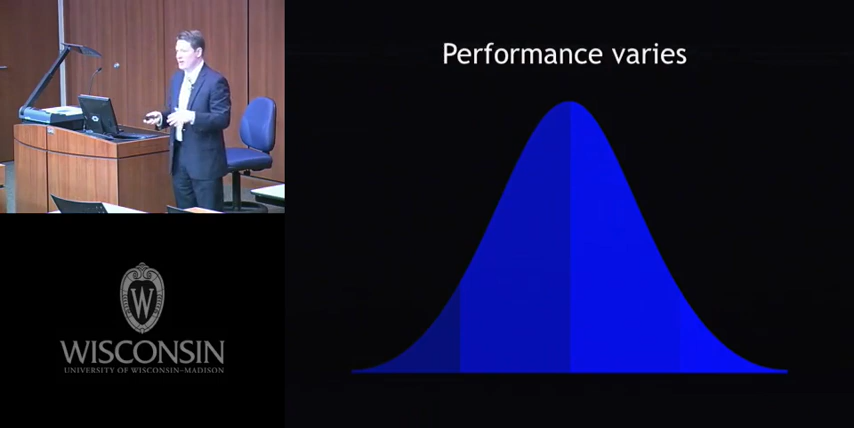 Performance varies
W
WISCONSIN
UNIVERSITY OF WISCONSIN–MADISON